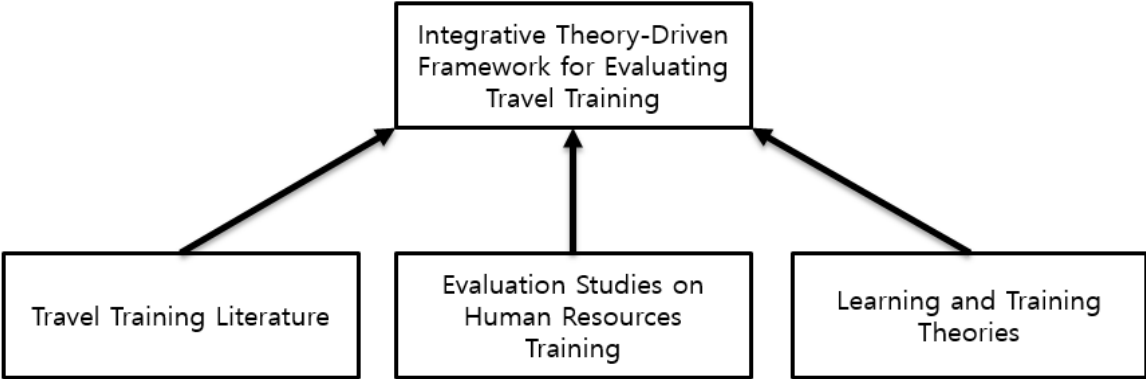 Integrative Theory-Driven
Framework for Evaluating
Travel Training
Travel Training Literature
Evaluation Studies on
Human Resources
Training
Learning and Training
Theories